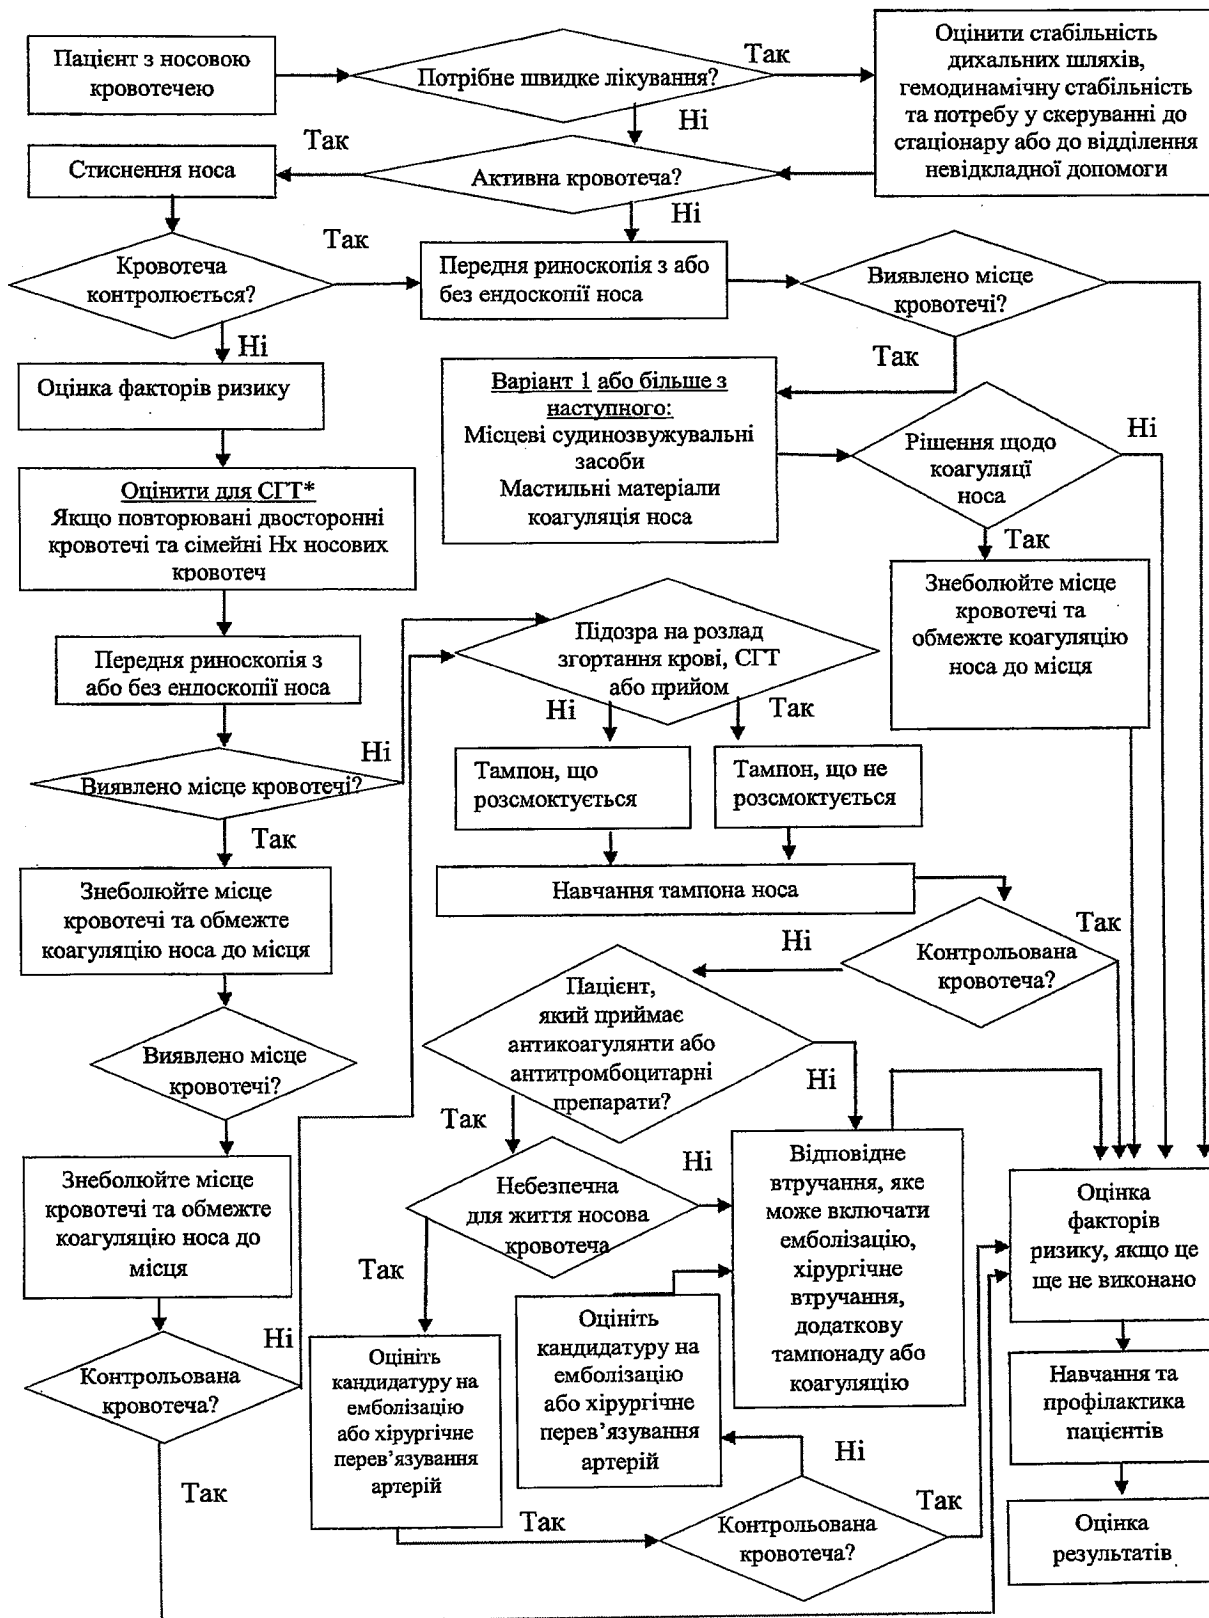 Пацієнт з носовою
кровотечею
Потрібне швидке лікування?
Так
Оцінити стабільність
дихальних шляхів,
гемодинамічну стабільність
та потребу у скеруванні до
стаціонару або до відділення
невідкладної допомоги
Ні
Так
Стиснення носа
Активна кровотеча?
Ні
Так
Кровотеча
контролюється?
Передня риноскопія з або
без ендоскопії носа
Виявлено місце
кровотечі?
Ні
Так
Оцінка факторів ризику
Варіант 1 або більше з
наступного:
Місцеві судинозвужувальні
засоби
Мастильні матеріали
коагуляція носа
Рішення щодо
коагуляції
носа
Ні
Так
Оцінити для СГТ*
Якщо повторювані двосторонні
кровотечі та сімейні Hx носових
кровотеч
Знеболюйте місце
кровотечі та
обмежте коагуляцію
носа до місця
Підозра на розлад
згортання крові, СГТ
або прийом
Передня риноскопія з
або без ендоскопії носа
Ні
Так
Ні
Виявлено місце кровотечі?
Тампон, що
розсмоктується
Тампон, що не
розсмоктується
Так
Знеболюйте місце
кровотечі та обмежте
коагуляцію носа до місця
Навчання тампона носа
Так
Ні
Контрольована
кровотеча?
Пацієнт,
який приймає
антикоагулянти або
антитромбоцитарні
препарати?
Виявлено місце
кровотечі?
Ні
Так
Знеболюйте місце
кровотечі та обмежте
коагуляцію носа до
місця
Ні
Небезпечна
для життя носова
кровотеча
Відповідне
втручання, яке
може включати
емболізацію,
хірургічне
втручання,
додаткову
тампонаду або
коагуляцію
Оцінка
факторів
ризику, якщо це
ще не виконано
Так
Ні
Контрольована
кровотеча?
Оцініть
кандидатуру на
емболізацію
або хірургічне
перев’язування
артерій
Оцініть
кандидатуру на
емболізацію
або хірургічне
перев’язування
артерій
Навчання та
профілактика
пацієнтів
Ні
Так
Так
Контрольована
кровотеча?
Так
Оцінка
результатів